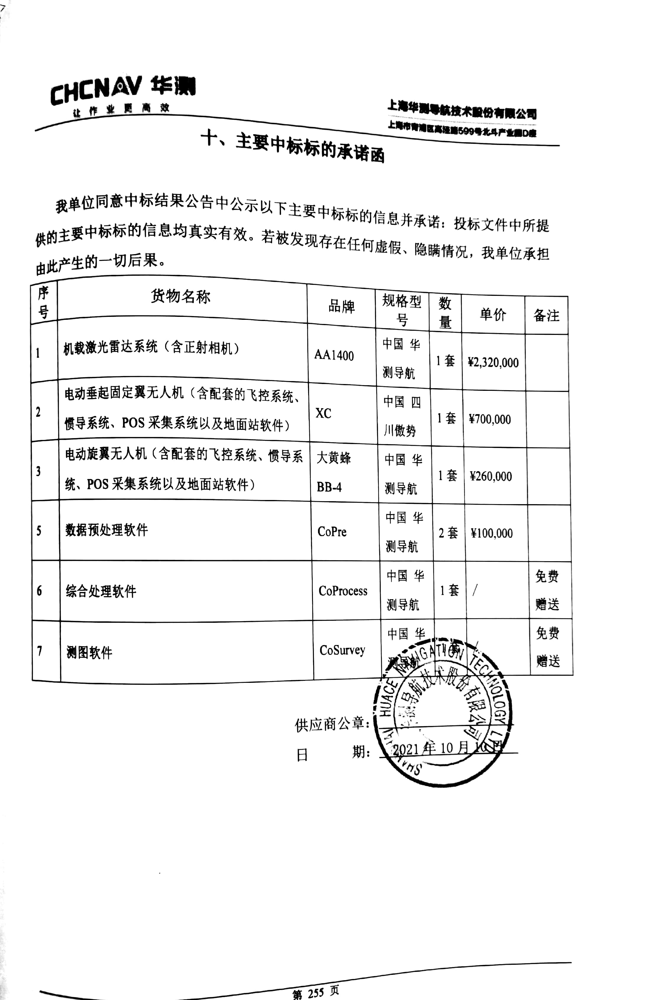 CHCNAV 华测
让作业更高效
上海华测导航技术股份有限公司
上海市青浦区高泾路599号北斗产业园D座
十、主要中标标的承诺函
我单位同意中标结果公告中公示以下主要中标标的信息并承诺：投标文件中所提
供的主要中标标的信息均真实有效。若被发现存在任何虚假、隐瞒情况，我单位承担
由此产生的一切后果。
序号 货物名称 品牌 规格型号 数量 单价 备注
1 机载激光雷达系统（含正射相机） AA1400 中国 华测导航 1 套 ¥2,320,000
2 电动垂起固定翼无人机（含配套的飞控系统、惯导系统、POS 采集系统以及地面站软件） XC 中国 四川傲势 1 套 ¥700,000
3 电动旋翼无人机（含配套的飞控系统、惯导系统、POS 采集系统以及地面站软件） 大黄蜂 BB-4 中国 华测导航 1 套 ¥260,000
5 数据预处理软件 CoPre 中国 华测导航 2 套 ¥100,000
6 综合处理软件 CoProcess 中国 华测导航 1 套 / 免费赠送
7 测图软件 CoSurvey 中国 华测导航 1 套 / 免费赠送
SHANGHAI HUACE NAVIGATION TECHNOLOGY LTD
测导航技术股份有限公司
供应商公章：
日 期： 2021 年 10 月 10 日
第 255 页